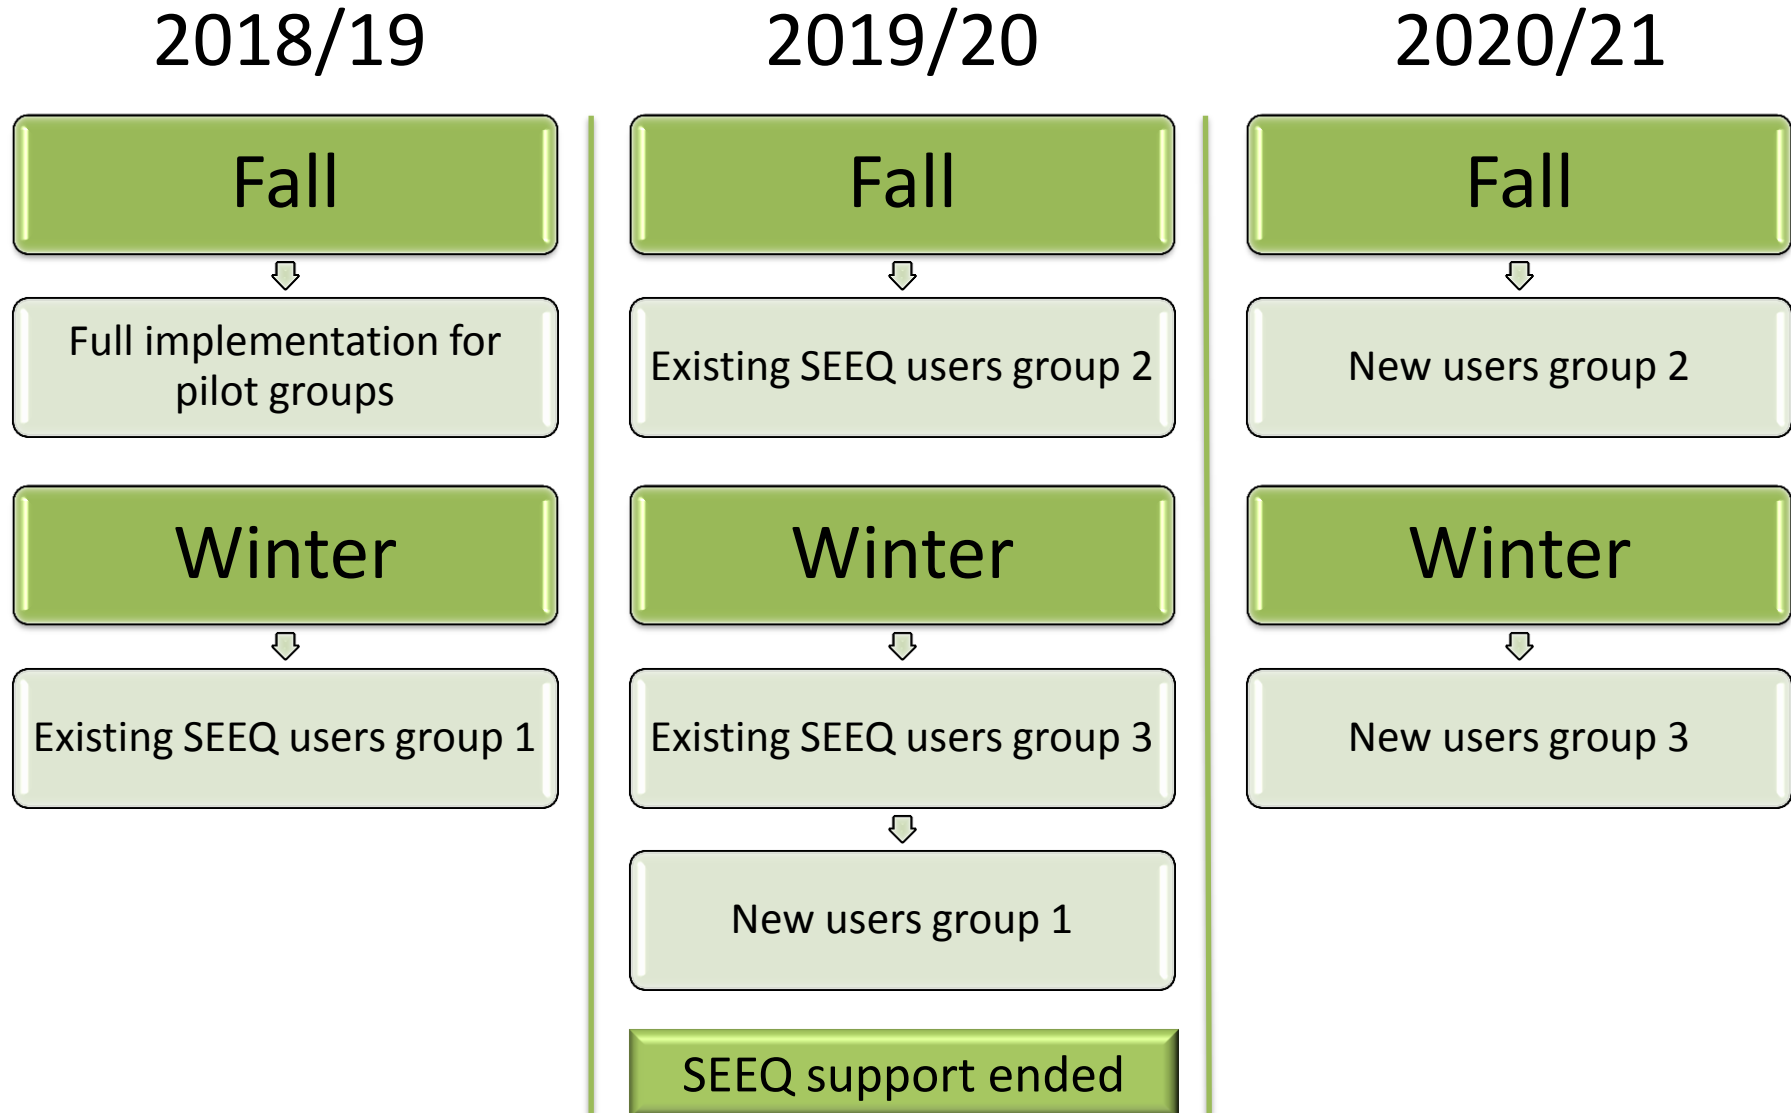 2018/19
Fall
Full implementation for
pilot groups
Winter
Existing SEEQ users group 1
2019/20
Fall
Existing SEEQ users group 2
Winter
Existing SEEQ users group 3
New users group 1
SEEQ support ended
2020/21
Fall
New users group 2
Winter
New users group 3